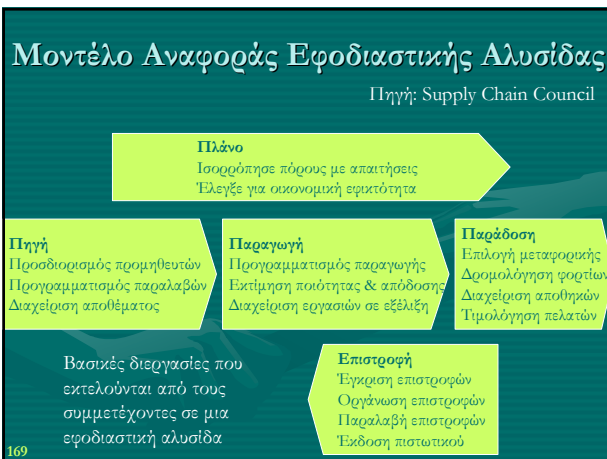 Μοντέλο Αναφοράς Εφοδιαστικής Αλυσίδας
Πηγή: Supply Chain Council
Πλάνο
Ισορρόπησε πόρους με απαιτήσεις
Έλεγξε για οικονομική εφικτότητα
Πηγή
Προσδιορισμός προμηθευτών
Προγραμματισμός παραλαβών
Διαχείριση αποθέματος
Παραγωγή
Προγραμματισμός παραγωγής
Εκτίμηση ποιότητας & απόδοσης
Διαχείριση εργασιών σε εξέλιξη
Παράδοση
Επιλογή μεταφορικής
Δρομολόγηση φορτίων
Διαχείριση αποθηκών
Τιμολόγηση πελατών
Βασικές διεργασίες που
εκτελούνται από τους
συμμετέχοντες σε μια
εφοδιαστική αλυσίδα
Επιστροφή
Έγκριση επιστροφών
Οργάνωση επιστροφών
Παραλαβή επιστροφών
Έκδοση πιστωτικού
169